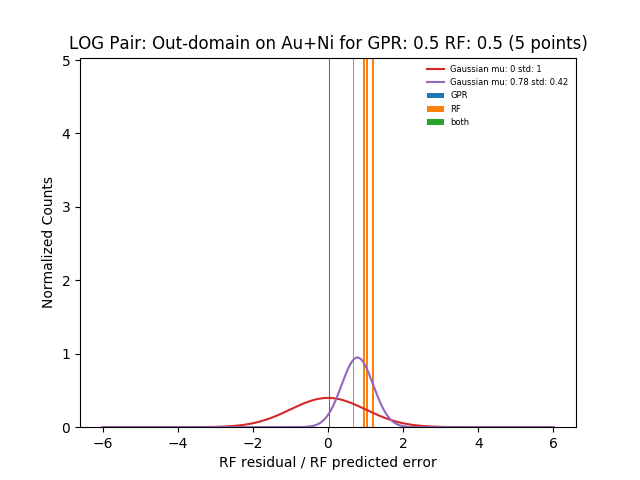 LOG Pair: Out-domain on Au+Ni for GPR: 0.5 RF: 0.5 (5 points)
Normalized Counts
5
4
3
2
1
0
−6
−4
−2
0
2
4
6
RF residual / RF predicted error
Gaussian mu: 0 std: 1
Gaussian mu: 0.78 std: 0.42
GPR
RF
both